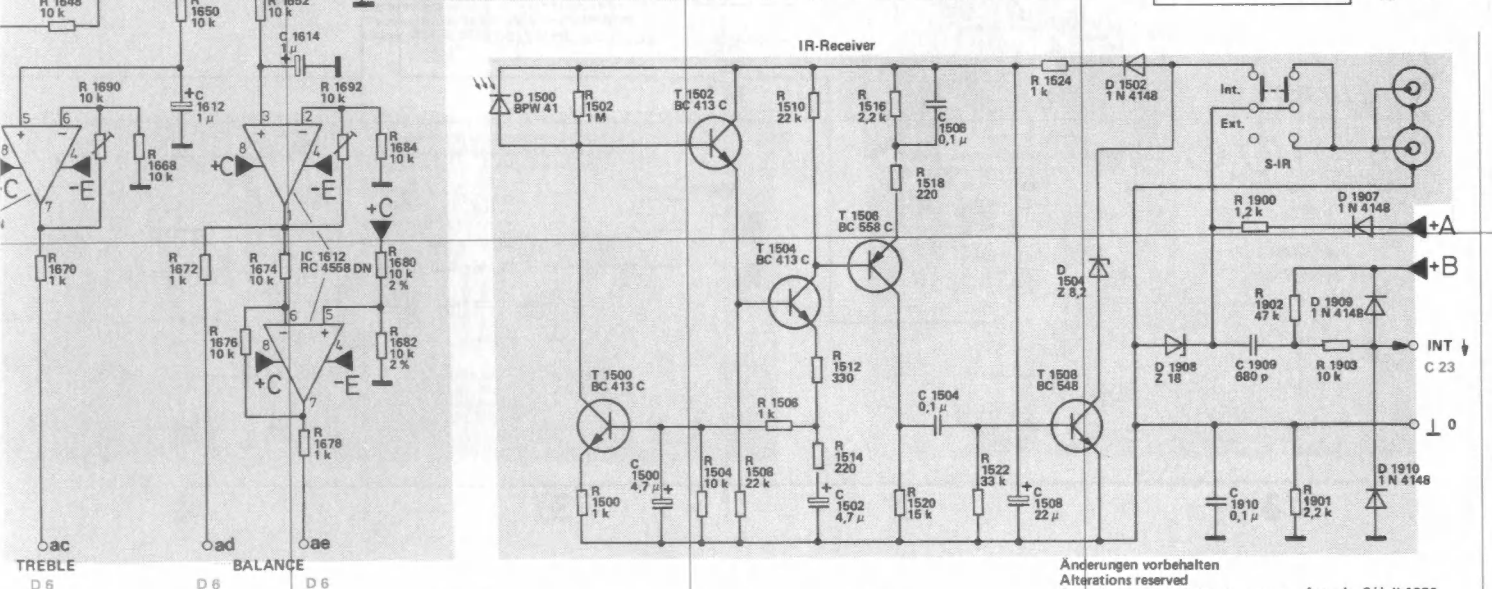 R 1648
10 k
R
1650
10 k
R
1652
10 k
C 1614
1 µ
+
R 1690
10 k
+
C
1612
1 µ
R 1692
10 k
5
6
+
−
8
4
-C
-E
7
R
1668
10 k
3
2
+
−
8
4
+C
-E
1
R
1684
10 k
+C
IC 1612
RC 4558 DN
R
1670
1 k
R
1672
1 k
R
1674
10 k
R
1680
10 k
2 %
6
5
−
+
8
4
+C
-E
7
R
1676
10 k
R
1682
10 k
2 %
R
1678
1 k
ac
ad
ae
TREBLE
BALANCE
D 6
D 6
D 6
IR-Receiver
D 1500
BPW 41
R
1502
1 M
T 1502
BC 413 C
R
1510
22 k
R
1516
2,2 k
C
1506
0,1 µ
R 1524
1 k
D 1502
1 N 4148
Int.
Ext.
S-IR
R
1518
220
T 1506
BC 558 C
T 1504
BC 413 C
D
1504
Z 8,2
R 1900
1,2 k
D 1907
1 N 4148
+A
+B
R
1902
47 k
D 1909
1 N 4148
D 1908
Z 18
C 1909
680 p
R 1903
10 k
INT
C 23
T 1500
BC 413 C
R
1512
330
R 1506
1 k
C 1504
0,1 µ
T 1508
BC 548
⊥ 0
C
1500
4,7 µ
+
R
1504
10 k
R
1508
22 k
R
1514
220
R
1500
1 k
+
C
1502
4,7 µ
R
1520
15 k
R
1522
33 k
+
C
1508
22 µ
C
1910
0,1 µ
R
1901
2,2 k
D 1910
1 N 4148
Änderungen vorbehalten
Alterations reserved